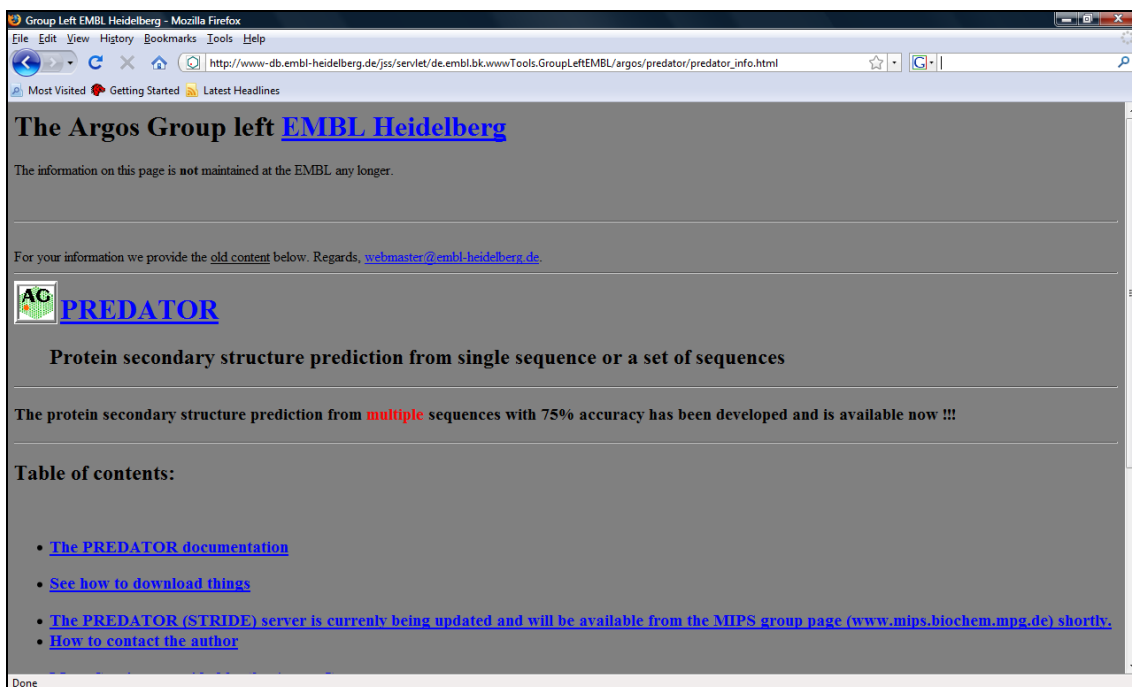 Group Left EMBL Heidelberg - Mozilla Firefox
File Edit View History Bookmarks Tools Help
http://www-db.embl-heidelberg.de/jss/servlet/de.embl.bk.wwwTools.GroupLeftEMBL/argos/predator/predator_info.html
G
Most Visited Getting Started Latest Headlines
The Argos Group left EMBL Heidelberg
The information on this page is not maintained at the EMBL any longer.
For your information we provide the old content below. Regards, webmaster@embl-heidelberg.de.
AG PREDATOR
Protein secondary structure prediction from single sequence or a set of sequences
The protein secondary structure prediction from multiple sequences with 75% accuracy has been developed and is available now !!!
Table of contents:
The PREDATOR documentation
See how to download things
The PREDATOR (STRIDE) server is currenly being updated and will be available from the MIPS group page (www.mips.biochem.mpg.de) shortly.
How to contact the author
Done